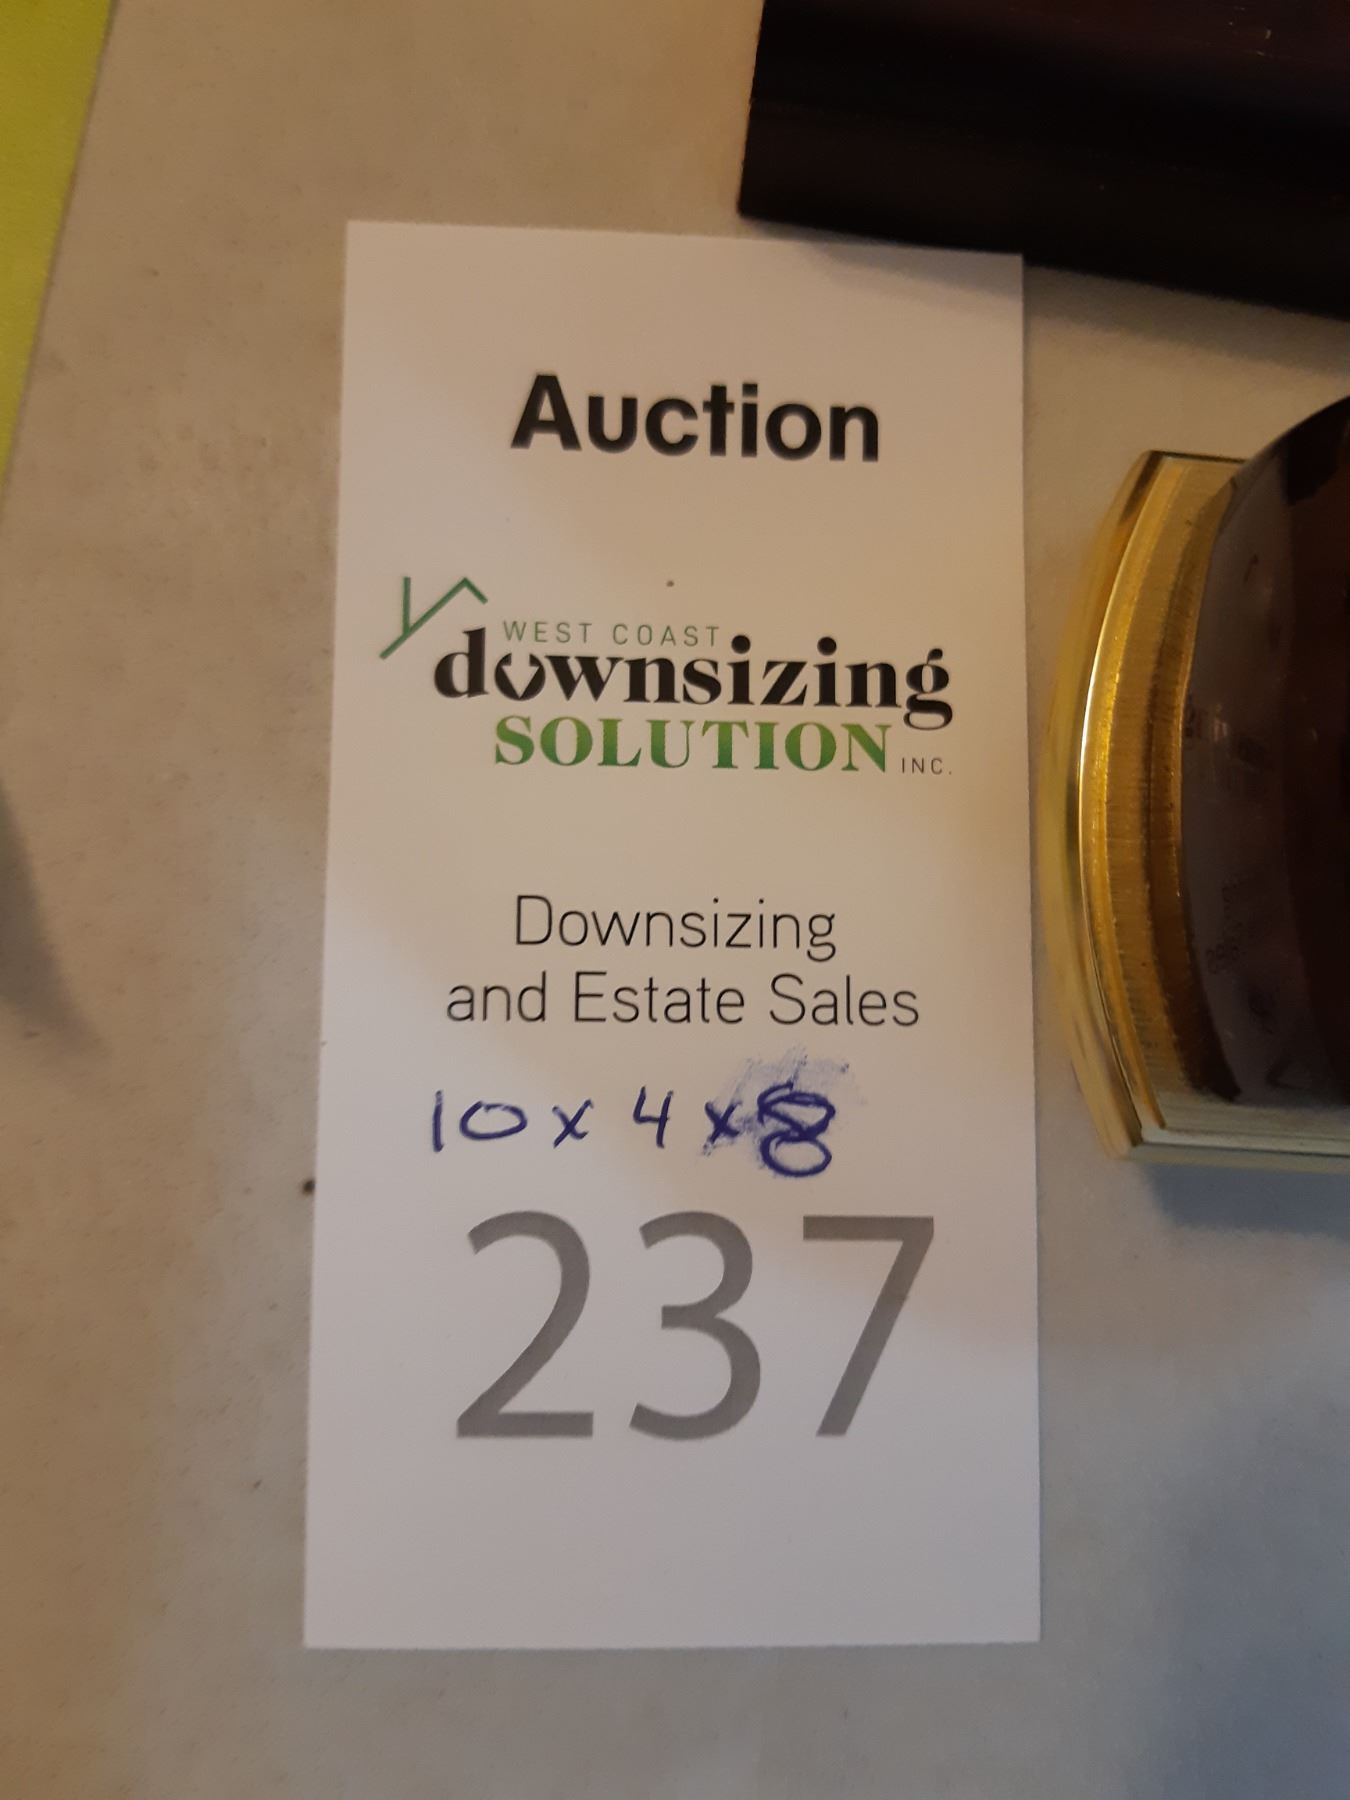 Auction
WEST COAST
downsizing
SOLUTION INC.
Downsizing
and Estate Sales
10 x 4 x 8
237